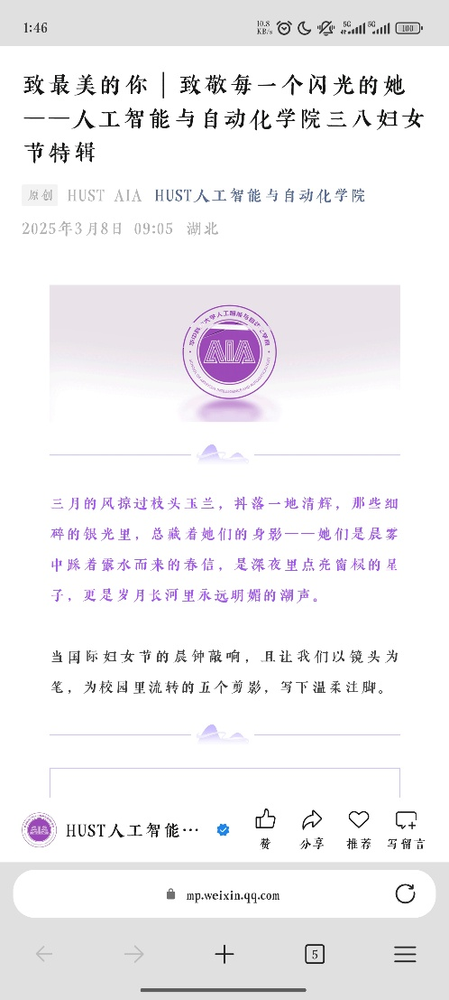 1:46
10.8 KB/s
5G
5G
100
致最美的你 | 致敬每一个闪光的她
——人工智能与自动化学院三八妇女
节特辑
原创 HUST AIA HUST人工智能与自动化学院
2025年3月8日 09:05 湖北
AIA
三月的风掠过枝头玉兰，抖落一地清辉，那些细
碎的银光里，总藏着她们的身影——她们是晨雾
中踩着露水而来的春信，是深夜里点亮窗棂的星
子，更是岁月长河里永远明媚的潮声。
当国际妇女节的晨钟敲响，且让我们以镜头为
笔，为校园里流转的五个剪影，写下温柔注脚。
HUST人工智能···
赞
分享
推荐
写留言
mp.weixin.qq.com
5